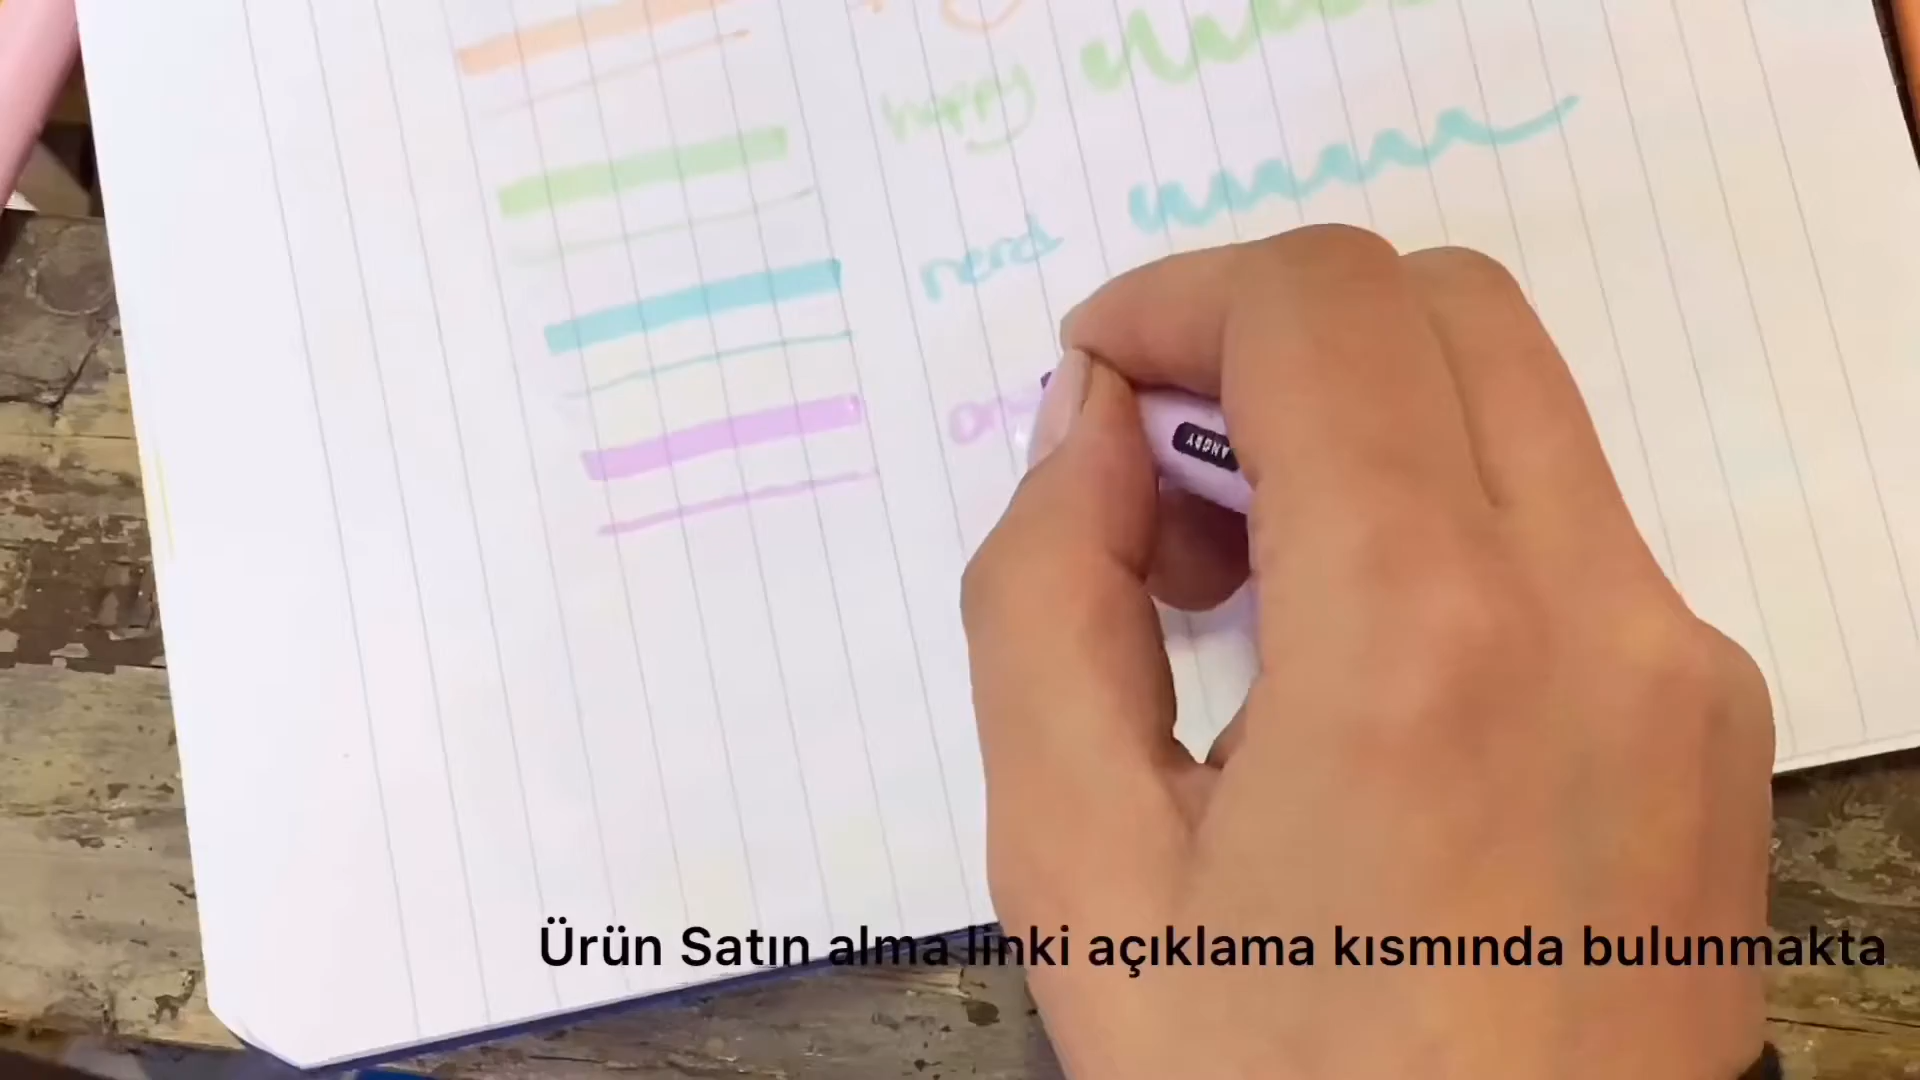 happy
nerd
ANGRY
Ürün Satın alma linki açıklama kısmında bulunmakta